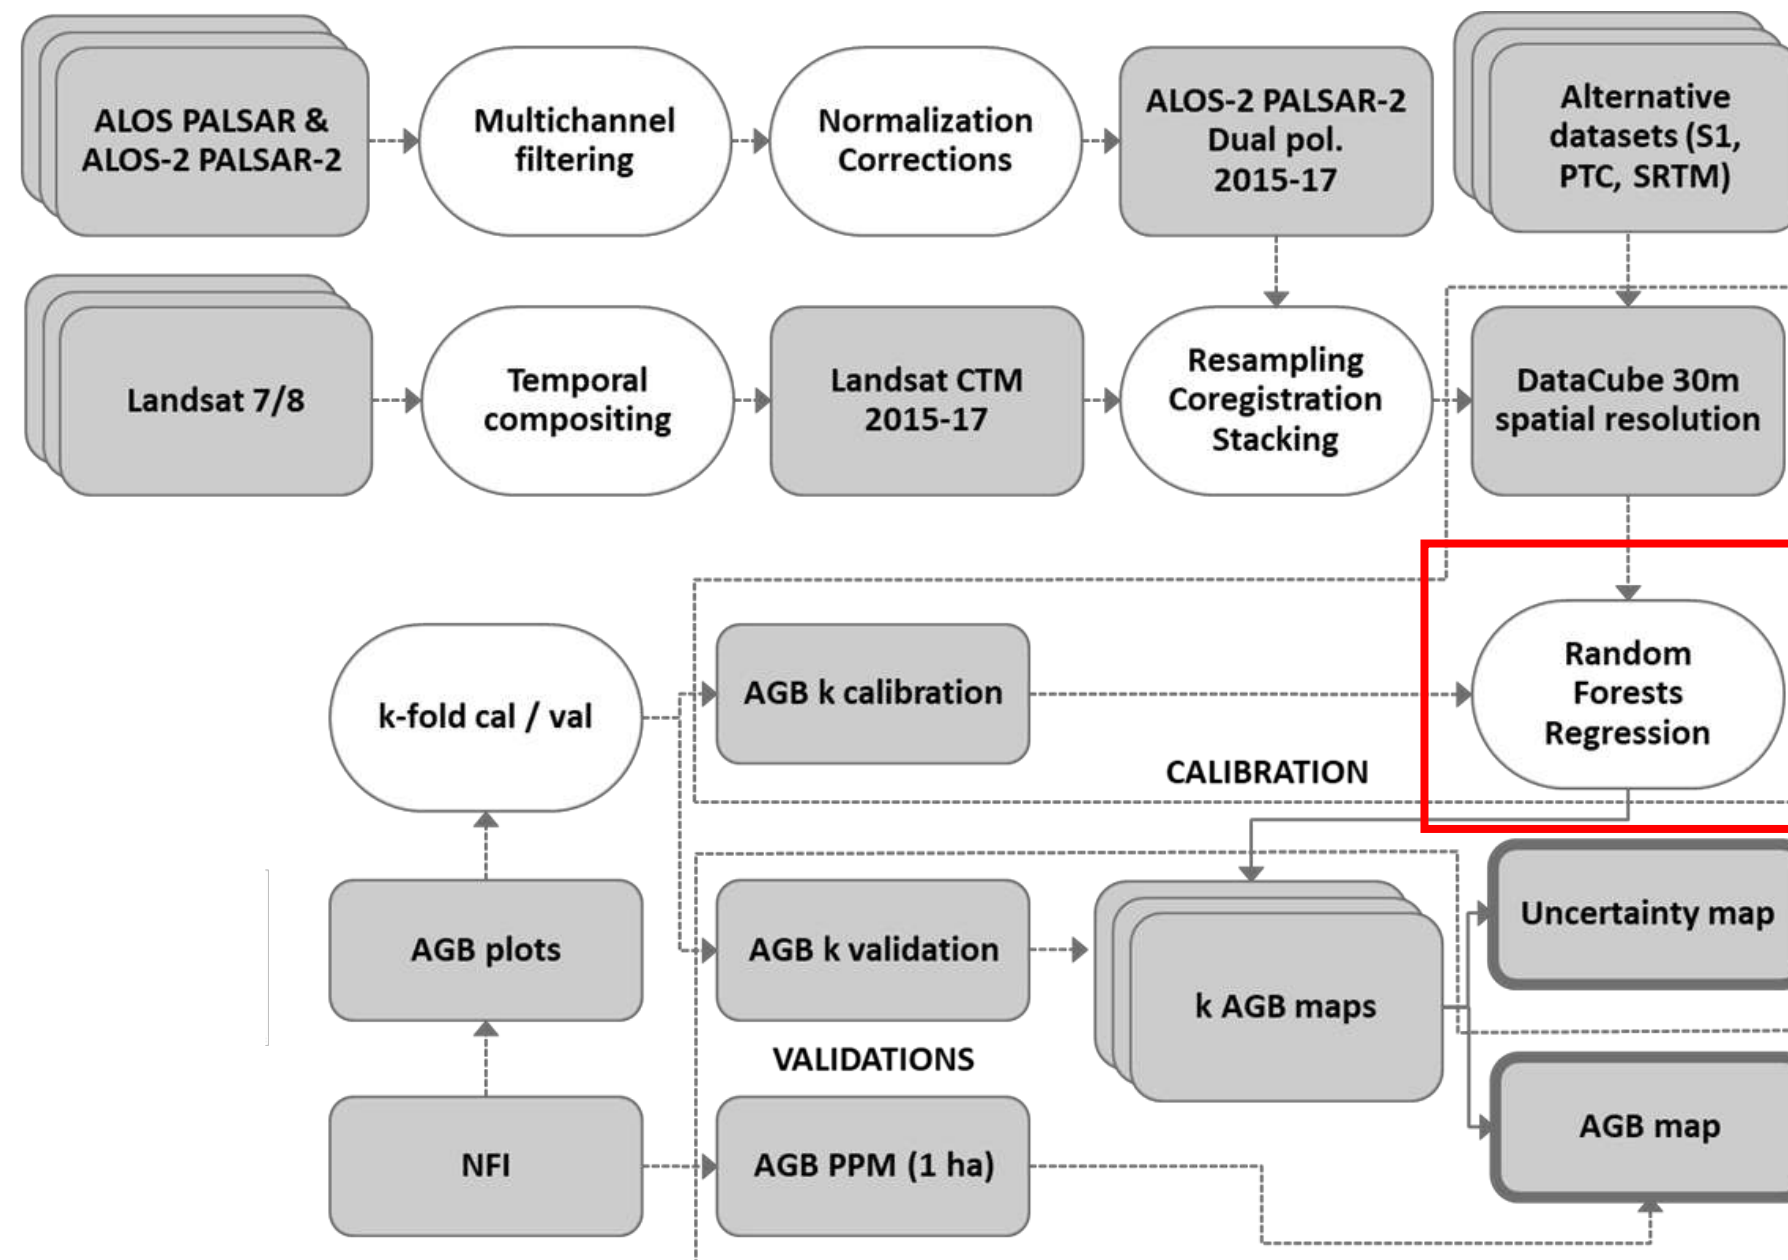 ALOS PALSAR &
ALOS-2 PALSAR-2
Multichannel
filtering
Normalization
Corrections
ALOS-2 PALSAR-2
Dual pol.
2015-17
Alternative
datasets (S1,
PTC, SRTM)
Landsat 7/8
Temporal
compositing
Landsat CTM
2015-17
Resampling
Coregistration
Stacking
DataCube 30m
spatial resolution
k-fold cal / val
AGB k calibration
Random
Forests
Regression
CALIBRATION
AGB plots
AGB k validation
k AGB maps
Uncertainty map
VALIDATIONS
NFI
AGB PPM (1 ha)
AGB map